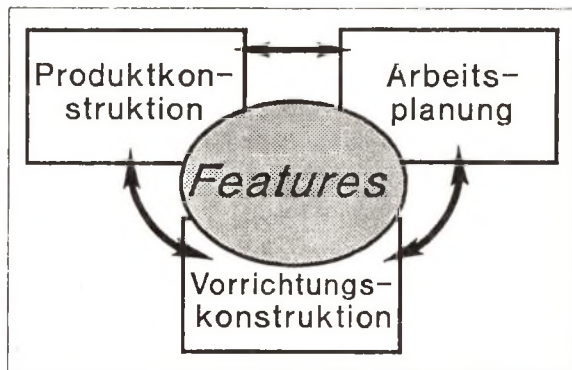 Produktkon-
struktion
Arbeits-
planung
Features
Vorrichtungs-
konstruktion